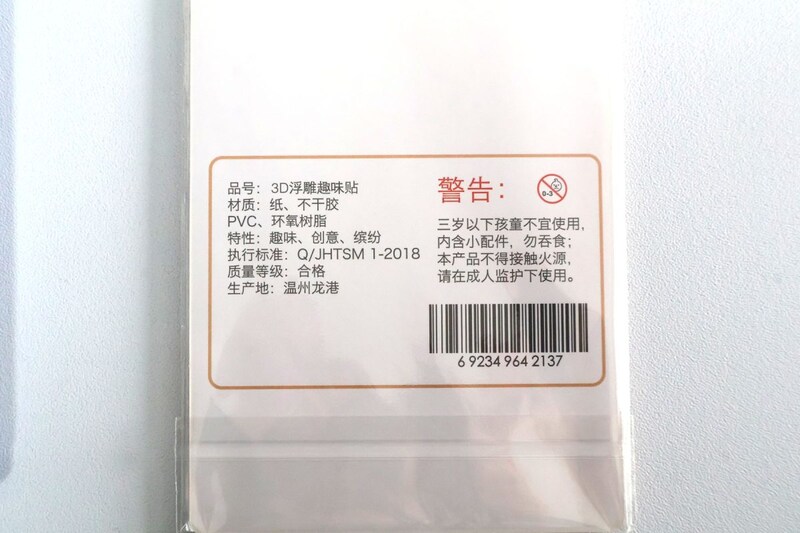 品号：3D浮雕趣味贴
材质：纸、不干胶
PVC、环氧树脂
特性：趣味、创意、缤纷
执行标准：Q/JHTSM 1-2018
质量等级：合格
生产地：温州龙港
警告：
0-3
三岁以下孩童不宜使用，
内含小配件，勿吞食；
本产品不得接触火源，
请在成人监护下使用。
6 92349 64 2137